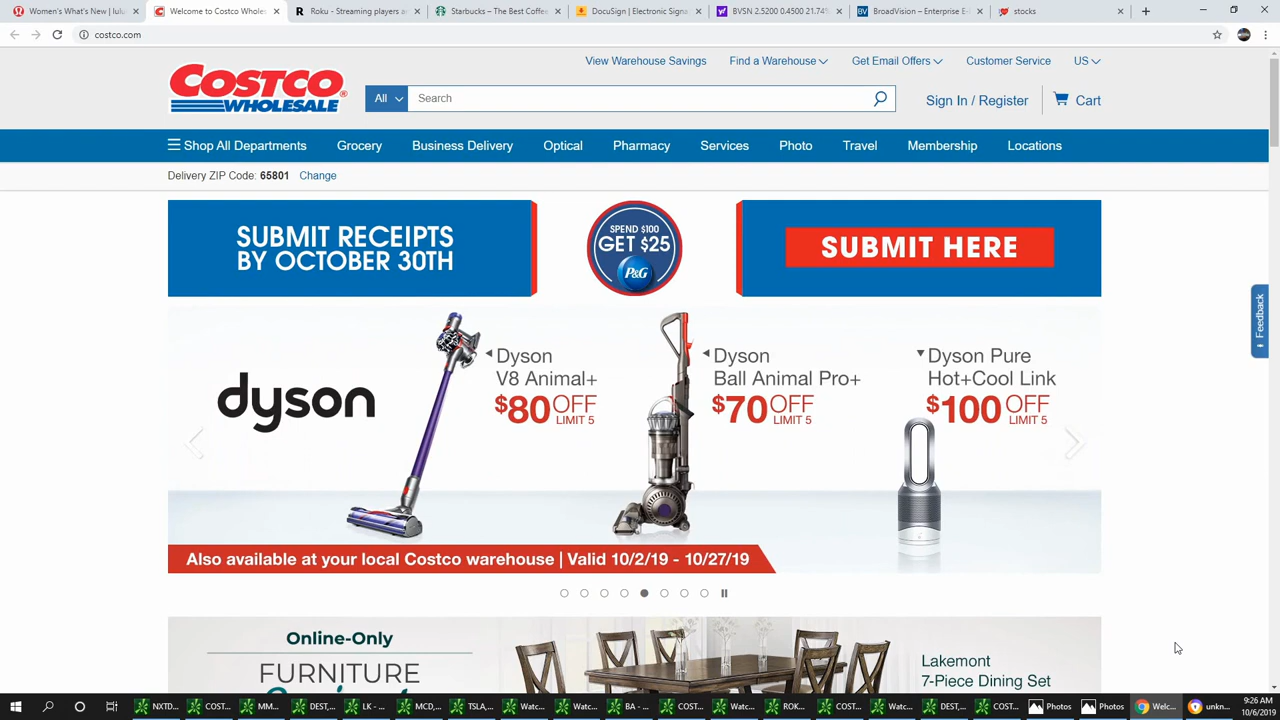 Women's What's New | lulu
Welcome to Costco Wholes
Roku - Streaming players a
Starbucks – The Best Coffe
DocuSign | Electronic Signa
BVSN 2.5200 0.4500 21.74%
BroadVision – Enterprise E-
stocks
costco.com
View Warehouse Savings
Find a Warehouse
Get Email Offers
Customer Service
US
COSTCO
WHOLESALE
All
Search
Sign In / Register
Cart
Shop All Departments
Grocery
Business Delivery
Optical
Pharmacy
Services
Photo
Travel
Membership
Locations
Delivery ZIP Code: 65801 Change
SUBMIT RECEIPTS
BY OCTOBER 30TH
SPEND $100
GET $25
P&G
SUBMIT HERE
Feedback
dyson
Dyson
V8 Animal+
$80 OFF
LIMIT 5
Dyson
Ball Animal Pro+
$70 OFF
LIMIT 5
Dyson Pure
Hot+Cool Link
$100 OFF
LIMIT 5
Also available at your local Costco warehouse | Valid 10/2/19 - 10/27/19
Online-Only
FURNITURE
Lakemont
7-Piece Dining Set
NXTD...
COST...
MM...
DEST,...
LK - ...
MCD,...
TSLA,...
Watc...
Watc...
BA - ...
COST...
Watc...
ROK...
COST...
Watc...
DEST,...
COST...
Photos
Photos
Welc...
unkn...
9:26 AM
10/6/2019